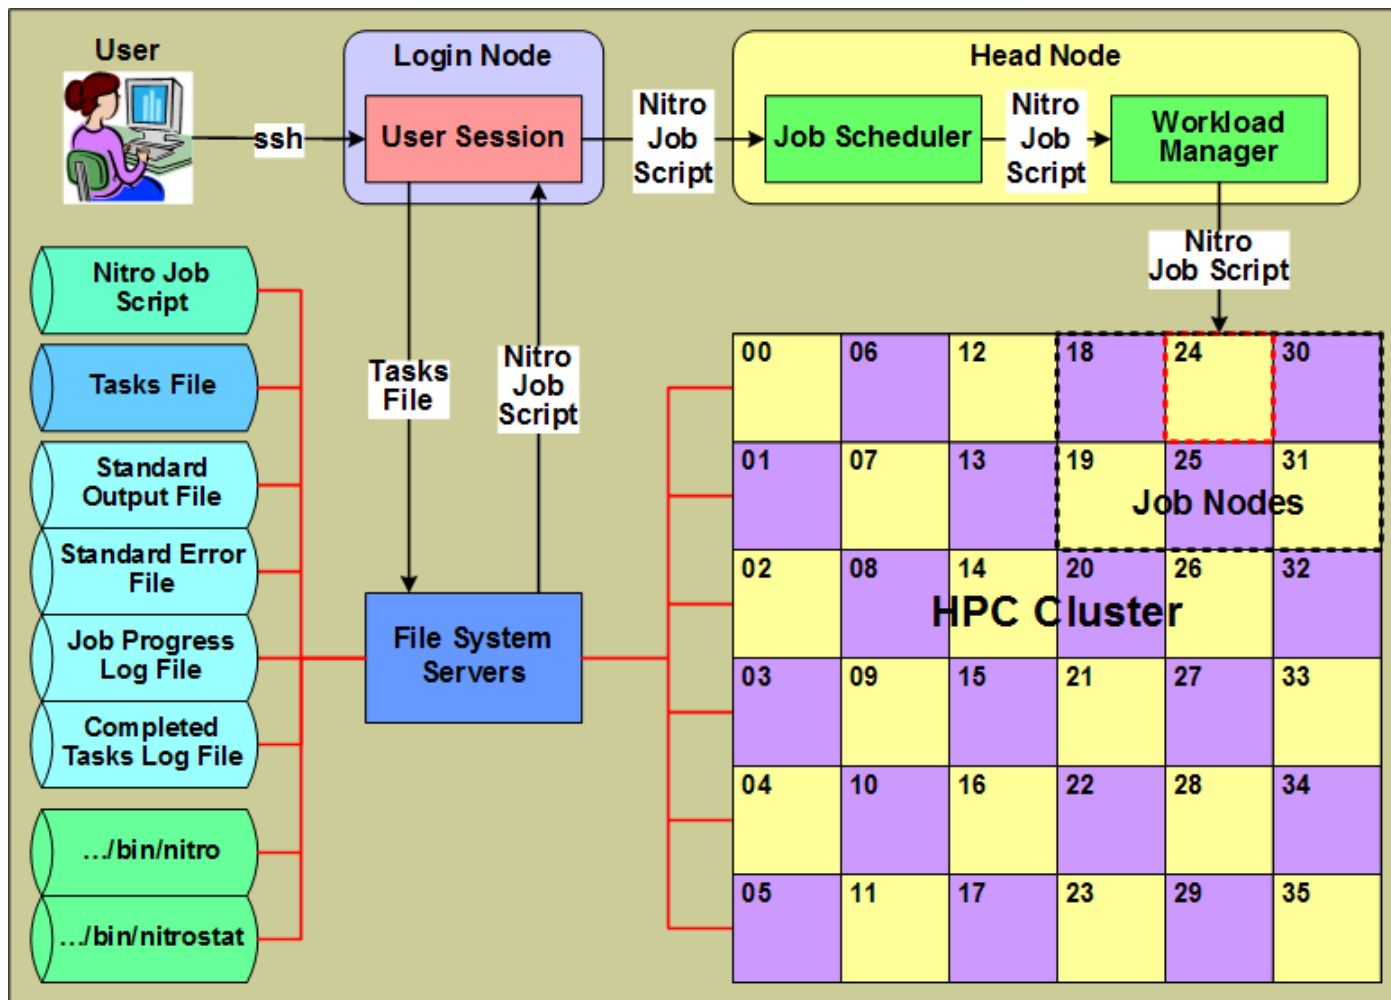 User
Login Node
Head Node
ssh
User Session
Nitro
Job
Script
Job Scheduler
Nitro
Job
Script
Workload
Manager
Nitro
Job Script
Nitro Job
Script
Tasks File
Standard
Output File
Standard Error
File
Job Progress
Log File
Completed
Tasks Log File
.../bin/nitro
.../bin/nitrostat
Tasks
File
Nitro
Job
Script
File System
Servers
00 06 12 18 24 30
01 07 13 19 25 31
Job Nodes
02 08 14 20 26 32
HPC Cluster
03 09 15 21 27 33
04 10 16 22 28 34
05 11 17 23 29 35